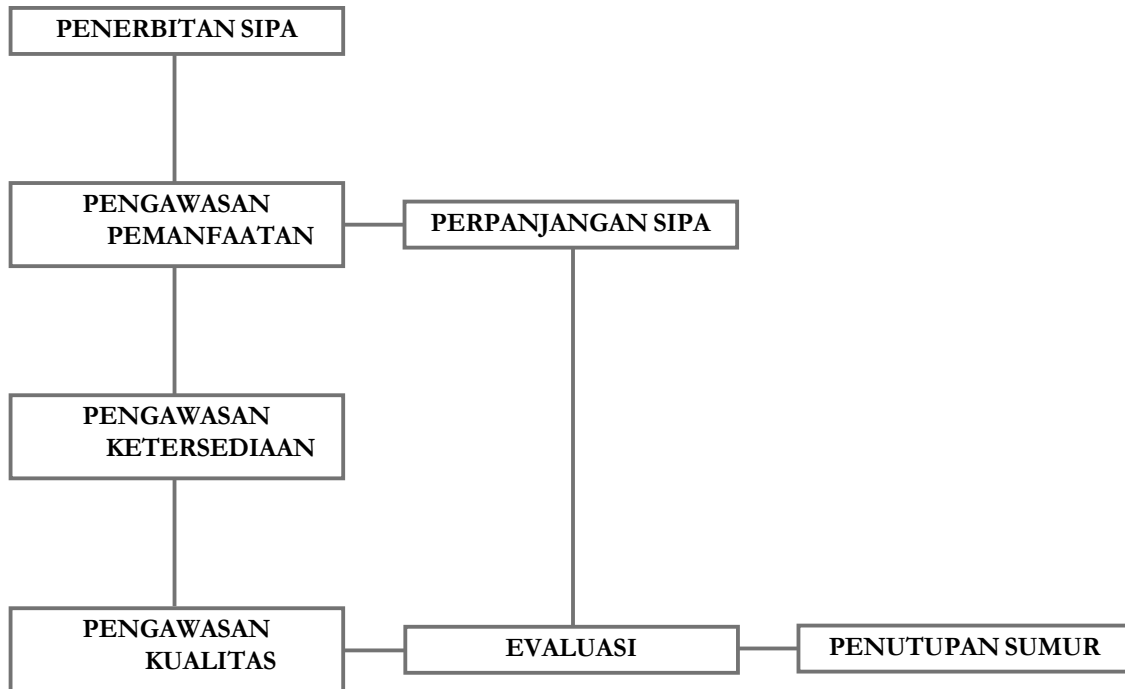 PENERBITAN SIPA
PENGAWASAN
PEMANFAATAN
PERPANJANGAN SIPA
PENGAWASAN
KETERSEDIAAN
PENGAWASAN
KUALITAS
EVALUASI
PENUTUPAN SUMUR